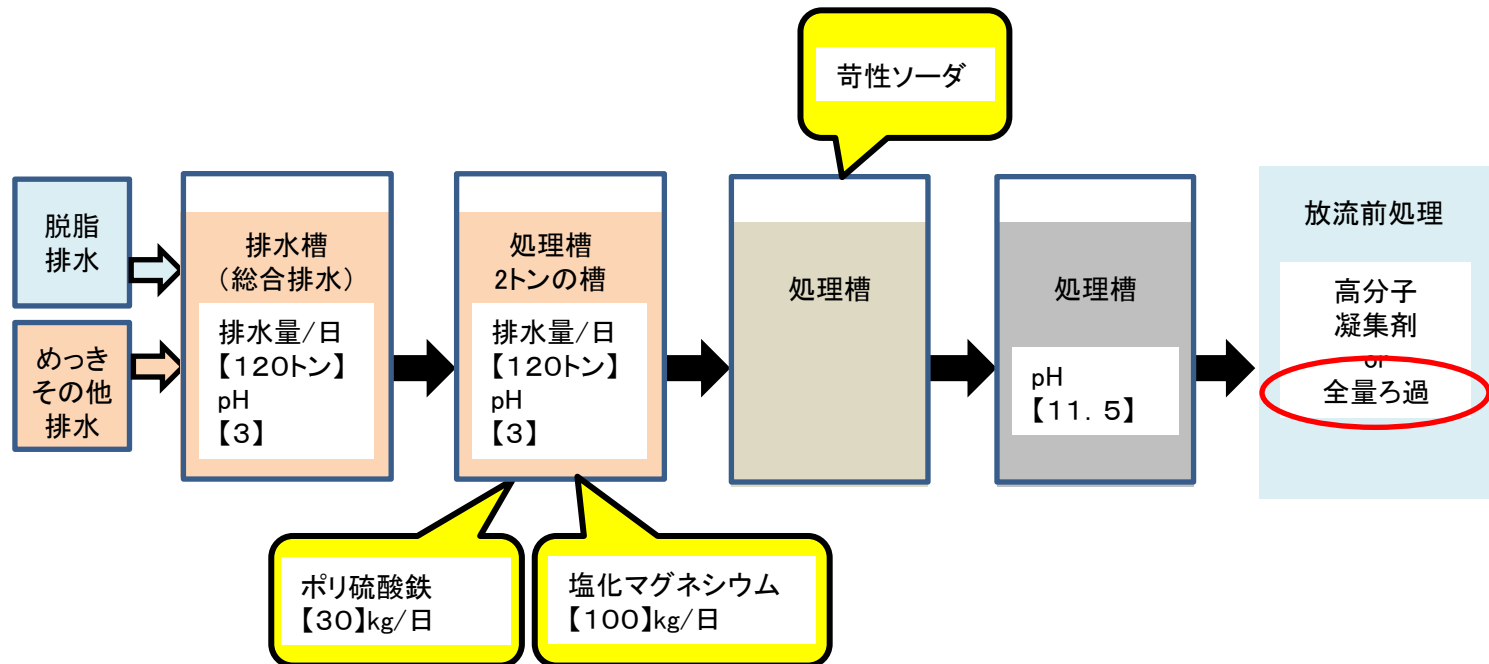 苛性ソーダ
脱脂
排水
めっき
その他
排水
排水槽
（総合排水）
排水量/日
【120トン】
pH
【3】
処理槽
2トンの槽
排水量/日
【120トン】
pH
【3】
処理槽
処理槽
pH
【11．5】
放流前処理
高分子
凝集剤
or
全量ろ過
ポリ硫酸鉄
【30】kg/日
塩化マグネシウム
【100】kg/日